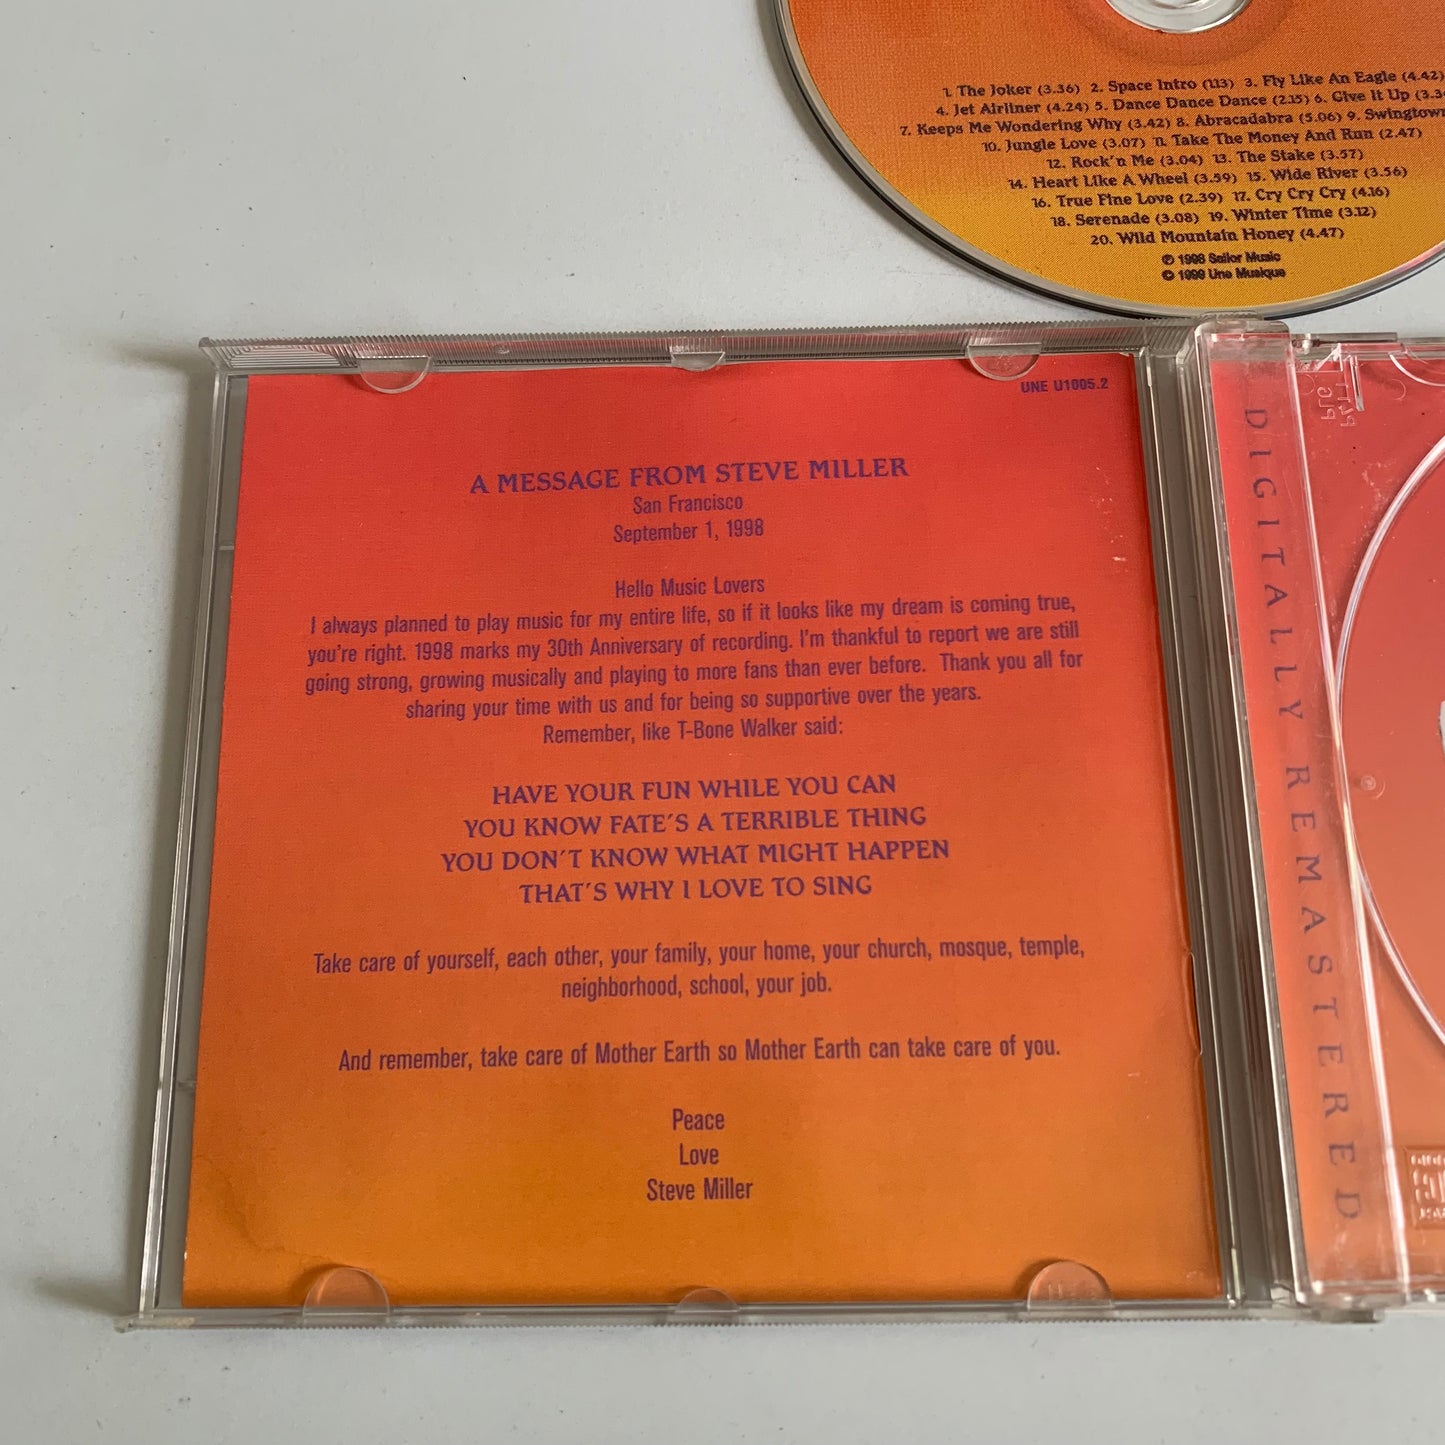 1. The Joker (3.36) 2. Space Intro (1.13) 3. Fly Like An Eagle (4.42)
4. Jet Airliner (4.24) 5. Dance Dance Dance (2.15) 6. Give It Up (3.3
7. Keeps Me Wondering Why (3.42) 8. Abracadabra (5.06) 9. Swingtown
10. Jungle Love (3.07) 11. Take The Money And Run (2.47)
12. Rock'n Me (3.04) 13. The Stake (3.57)
14. Heart Like A Wheel (3.59) 15. Wide River (3.56)
16. True Fine Love (2.39) 17. Cry Cry Cry (4.16)
18. Serenade (3.08) 19. Winter Time (3.12)
20. Wild Mountain Honey (4.47)
℗ 1998 Sailor Music
© 1999 Une Musique
UNE U1005.2
A MESSAGE FROM STEVE MILLER
San Francisco
September 1, 1998
Hello Music Lovers
I always planned to play music for my entire life, so if it looks like my dream is coming true,
you're right. 1998 marks my 30th Anniversary of recording. I'm thankful to report we are still
going strong, growing musically and playing to more fans than ever before. Thank you all for
sharing your time with us and for being so supportive over the years.
Remember, like T-Bone Walker said:
HAVE YOUR FUN WHILE YOU CAN
YOU KNOW FATE'S A TERRIBLE THING
YOU DON'T KNOW WHAT MIGHT HAPPEN
THAT'S WHY I LOVE TO SING
Take care of yourself, each other, your family, your home, your church, mosque, temple,
neighborhood, school, your job.
And remember, take care of Mother Earth so Mother Earth can take care of you.
Peace
Love
Steve Miller
DIGITALLY REMASTERED